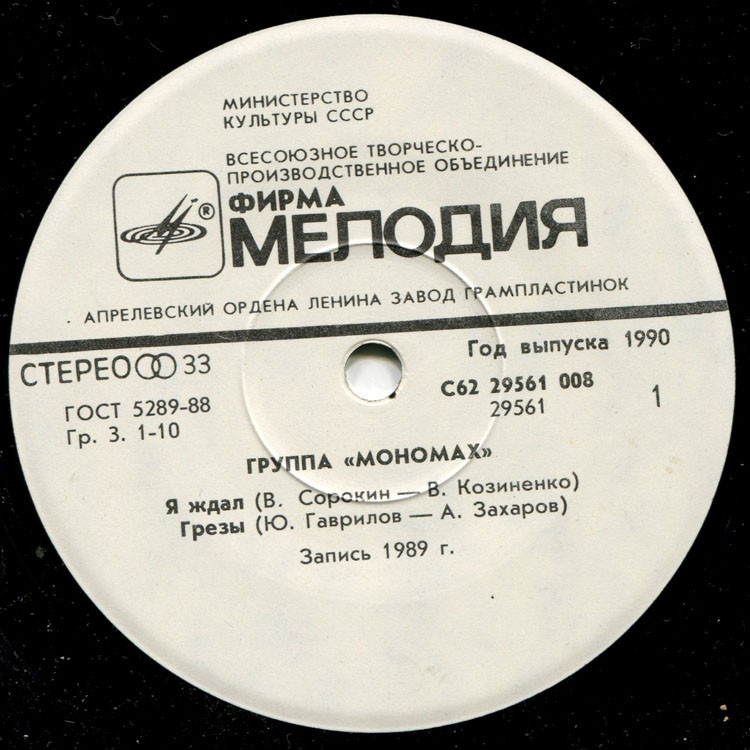 МИНИСТЕРСТВО
КУЛЬТУРЫ СССР
ВСЕСОЮЗНОЕ ТВОРЧЕСКО-
ПРОИЗВОДСТВЕННОЕ ОБЪЕДИНЕНИЕ
ФИРМА
® МЕЛОДИЯ
АПРЕЛЕВСКИЙ ОРДЕНА ЛЕНИНА ЗАВОД ГРАМПЛАСТИНОК
СТЕРЕО 33
Год выпуска 1990
ГОСТ 5289-88
Гр. 3. 1-10
С62 29561 008
29561
1
ГРУППА «МОНОМАХ»
Я ждал (В. Сорокин — В. Козиненко)
Грезы (Ю. Гаврилов — А. Захаров)
Запись 1989 г.